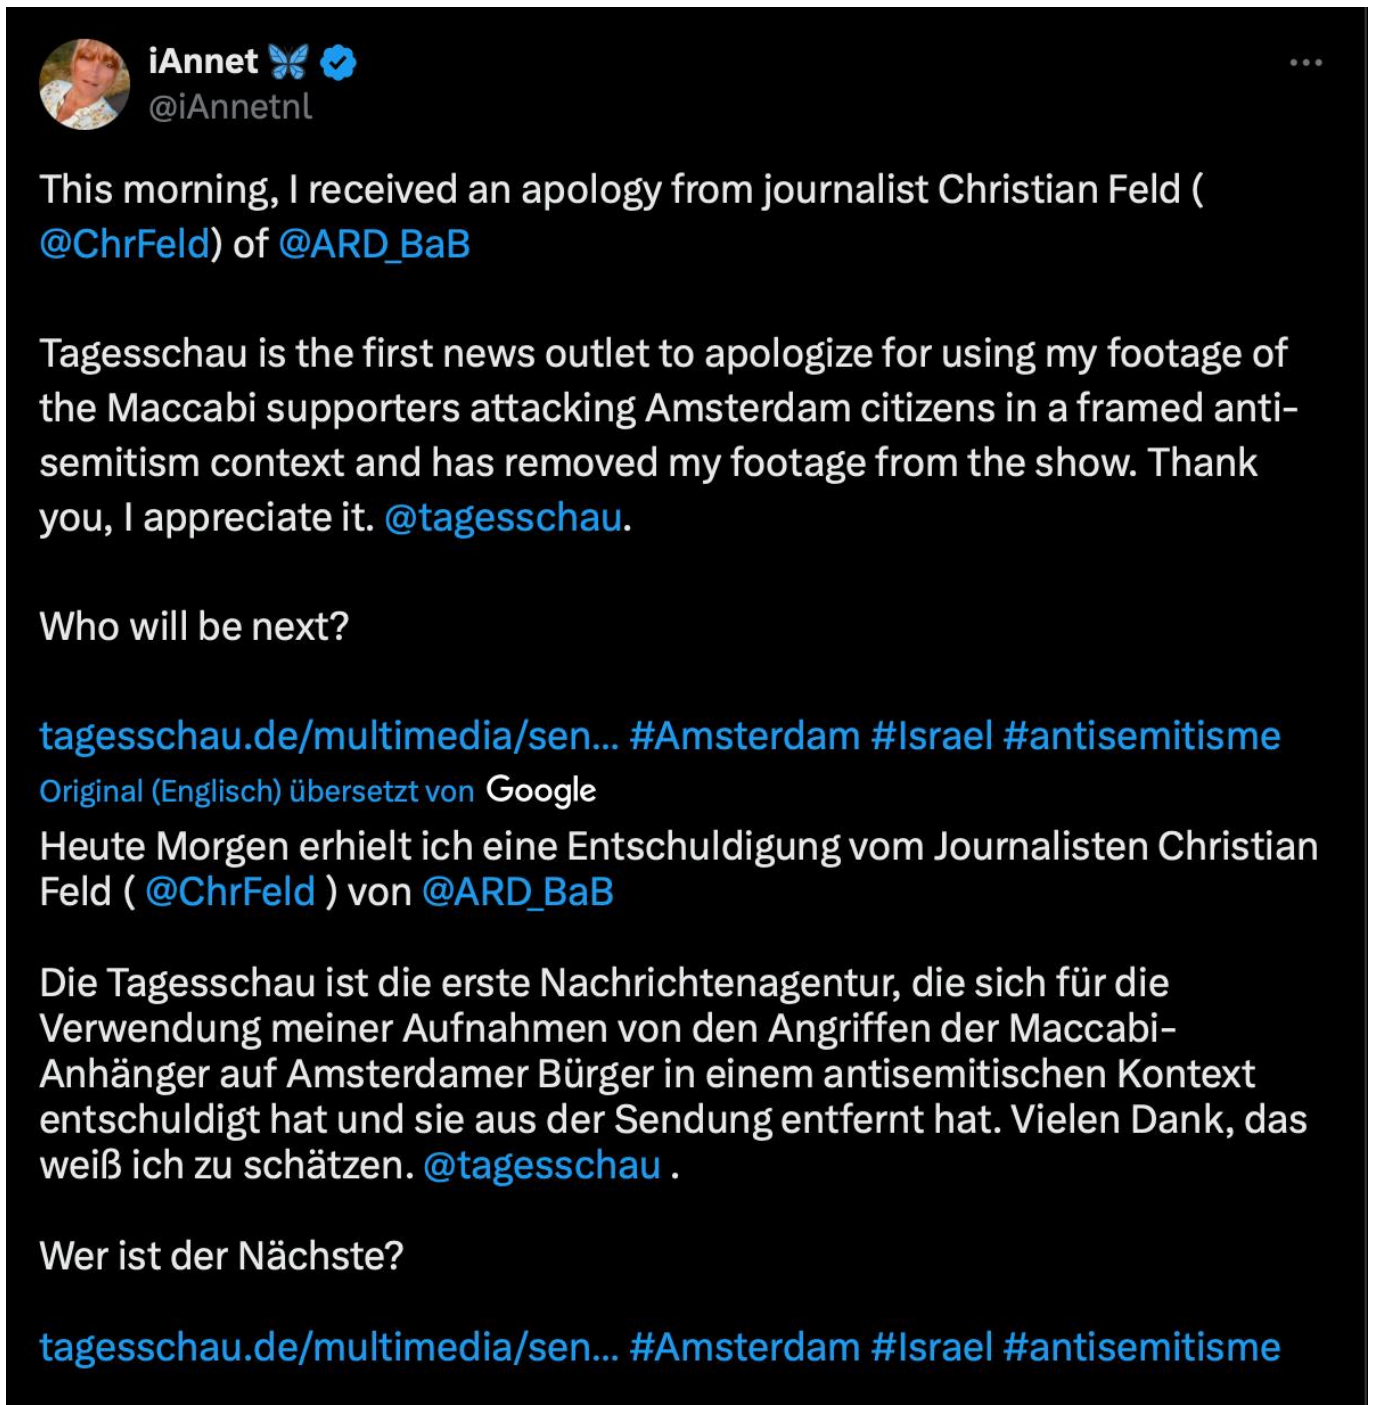 iAnnet 🦋
@iAnnetnl
This morning, I received an apology from journalist Christian Feld (
@ChrFeld) of @ARD_BaB
Tagesschau is the first news outlet to apologize for using my footage of
the Maccabi supporters attacking Amsterdam citizens in a framed anti-
semitism context and has removed my footage from the show. Thank
you, I appreciate it. @tagesschau.
Who will be next?
tagesschau.de/multimedia/sen... #Amsterdam #Israel #antisemitisme
Original (Englisch) übersetzt von Google
Heute Morgen erhielt ich eine Entschuldigung vom Journalisten Christian
Feld ( @ChrFeld ) von @ARD_BaB
Die Tagesschau ist die erste Nachrichtenagentur, die sich für die
Verwendung meiner Aufnahmen von den Angriffen der Maccabi-
Anhänger auf Amsterdamer Bürger in einem antisemitischen Kontext
entschuldigt hat und sie aus der Sendung entfernt hat. Vielen Dank, das
weiß ich zu schätzen. @tagesschau .
Wer ist der Nächste?
tagesschau.de/multimedia/sen... #Amsterdam #Israel #antisemitisme